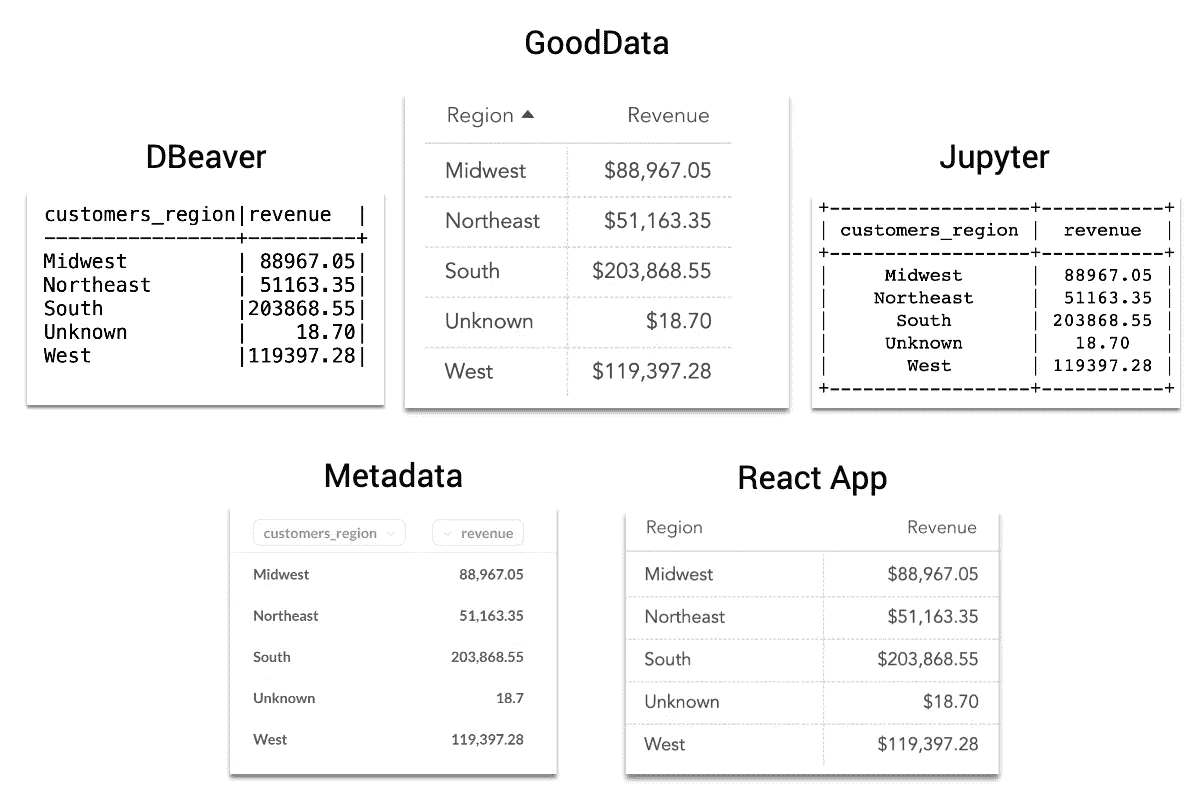 GoodData
Region ▲ Revenue
Midwest $88,967.05
Northeast $51,163.35
South $203,868.55
Unknown $18.70
West $119,397.28
DBeaver
customers_region|revenue |
----------------+---------+
Midwest | 88967.05|
Northeast | 51163.35|
South |203868.55|
Unknown | 18.70|
West |119397.28|
Jupyter
+------------------+-----------+
| customers_region | revenue |
+------------------+-----------+
| Midwest | 88967.05 |
| Northeast | 51163.35 |
| South | 203868.55 |
| Unknown | 18.70 |
| West | 119397.28 |
+------------------+-----------+
Metadata
customers_region revenue
Midwest 88,967.05
Northeast 51,163.35
South 203,868.55
Unknown 18.7
West 119,397.28
React App
Region Revenue
Midwest $88,967.05
Northeast $51,163.35
South $203,868.55
Unknown $18.70
West $119,397.28